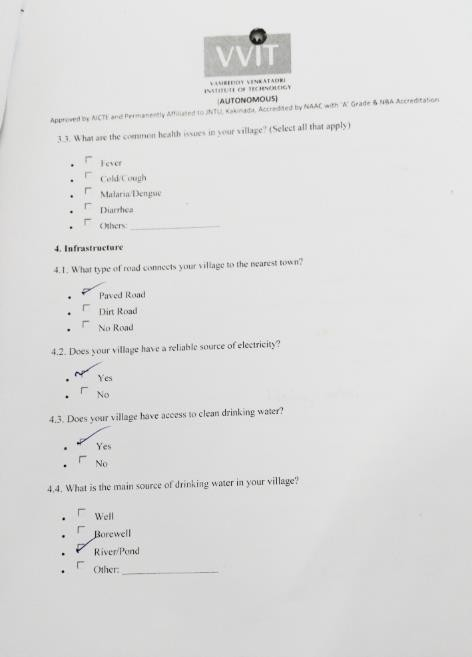 VVIT
VASIREDDY VENKATADRI
INSTITUTE OF TECHNOLOGY
(AUTONOMOUS)
Approved by AICTE and Permanently Affiliated to JNTU, Kakinada, Accredited by NAAC with 'A' Grade & NBA Accreditation
3.3. What are the common health issues in your village? (Select all that apply)
Fever
Cold/Cough
Malaria/Dengue
Diarrhea
Others:
4. Infrastructure
4.1. What type of road connects your village to the nearest town?
Paved Road
Dirt Road
No Road
4.2. Does your village have a reliable source of electricity?
Yes
No
4.3. Does your village have access to clean drinking water?
Yes
No
4.4. What is the main source of drinking water in your village?
Well
Borewell
River/Pond
Other: